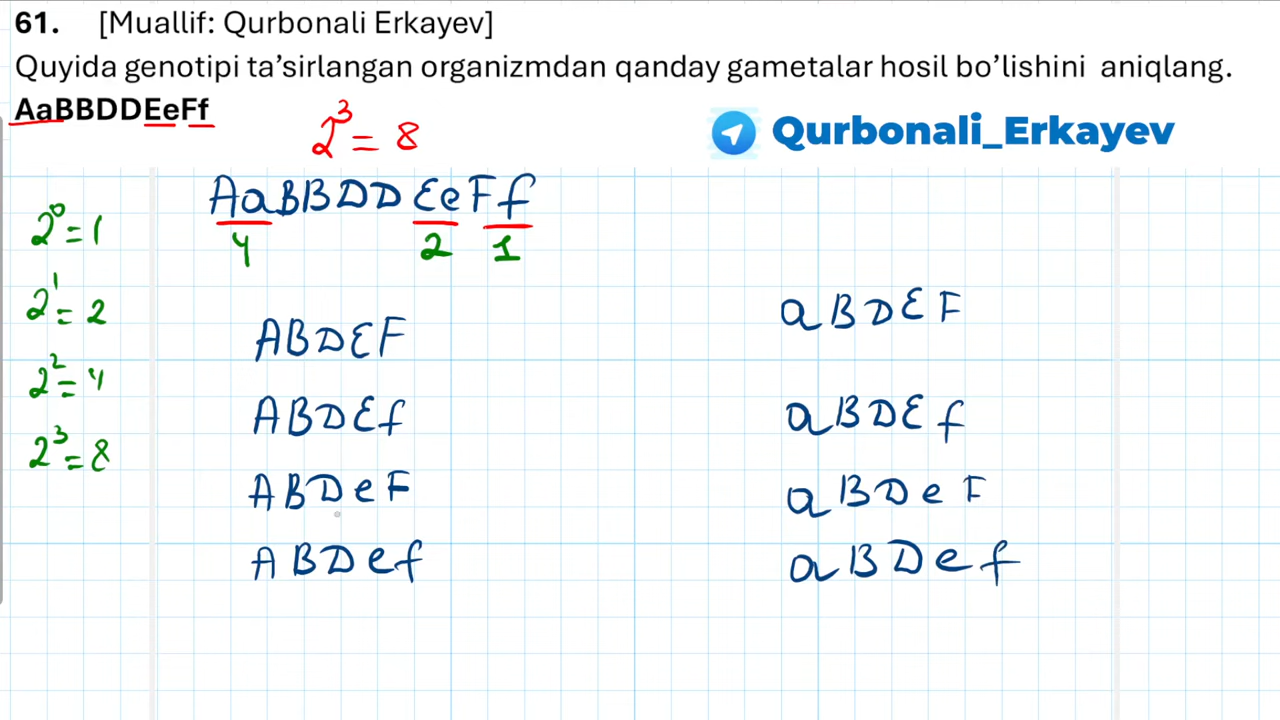 61. [Muallif: Qurbonali Erkayev]
Quyida genotipi ta’sirlangan organizmdan qanday gametalar hosil bo’lishini aniqlang.
AaBBDDEeFf
2³ = 8
Qurbonali_Erkayev
AaBBDDEeFf
4 2 1
2⁰ = 1
2¹ = 2
2² = 4
2³ = 8
ABDEF
ABDEf
ABDeF
ABDef
aBDEF
aBDEf
aBDeF
aBDef